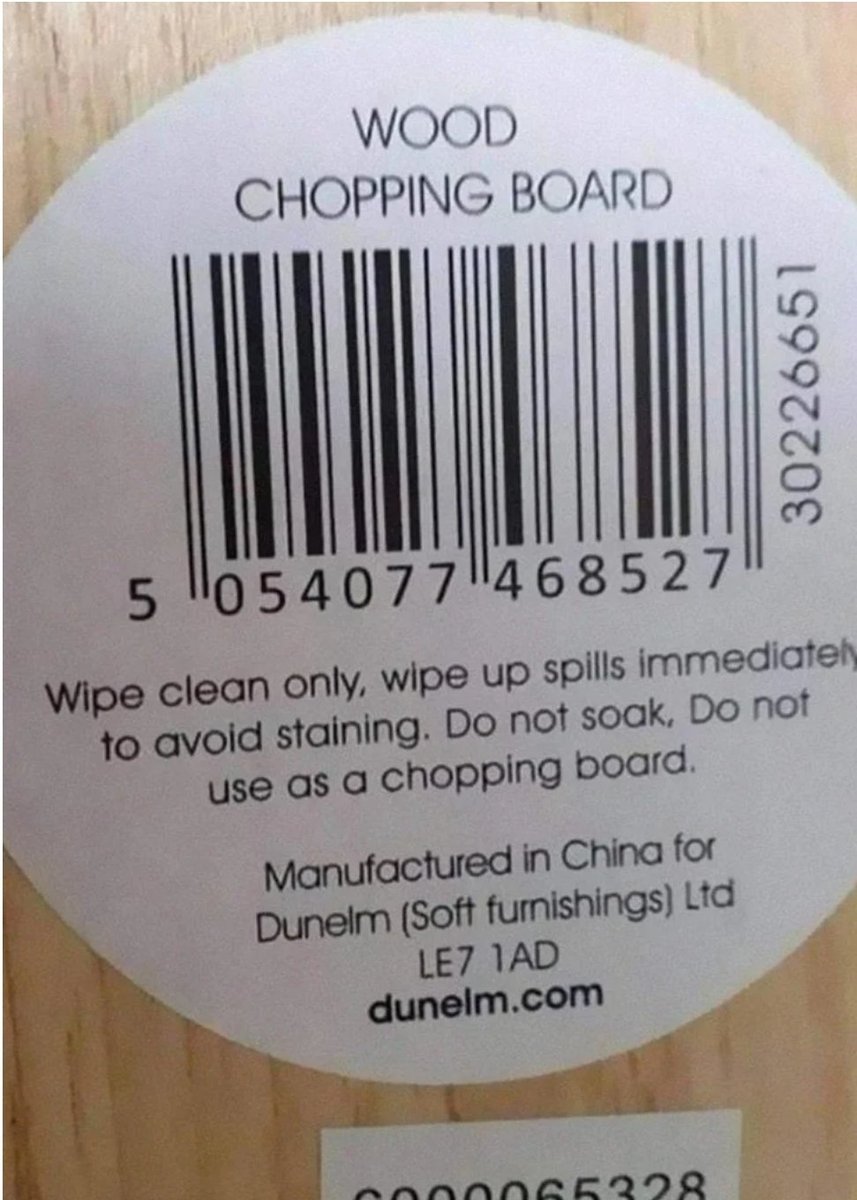 WOOD
CHOPPING BOARD
30226651
5 054077 468527
Wipe clean only, wipe up spills immediately
to avoid staining. Do not soak, Do not
use as a chopping board.
Manufactured in China for
Dunelm (Soft furnishings) Ltd
LE7 1AD
dunelm.com